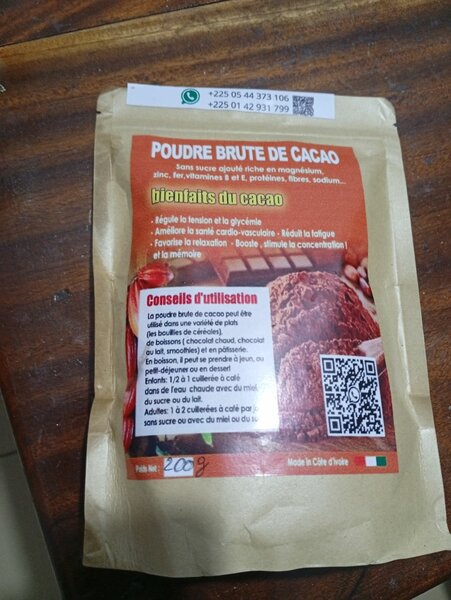 +225 05 44 373 106
+225 01 42 931 799
POUDRE BRUTE DE CACAO
Sans sucre ajouté riche en magnésium,
zinc, fer, vitamines B et E, protéines, fibres, sodium...
bienfaits du cacao
- Régule la tension et la glycémie
- Améliore la santé cardio-vasculaire - Réduit la fatigue
- Favorise la relaxation - Booste , stimule la concentration
et la mémoire
Conseils d'utilisation
La poudre brute de cacao peut être
utilisé dans une variété de plats
(les bouillies de céréales),
de boissons ( chocolat chaud, chocolat
au lait, smoothies) et en pâtisserie.
En boisson, il peut se prendre à jeun, au
petit-déjeuner ou en dessert
Enfants: 1/2 à 1 cuillerée à café
dans de l'eau chaude avec du miel,
du sucre ou du lait.
Adultes: 1 à 2 cuillerées à café par
sans sucre ou avec du miel ou du
Poids Net : 200g
Made in Côte d'Ivoire